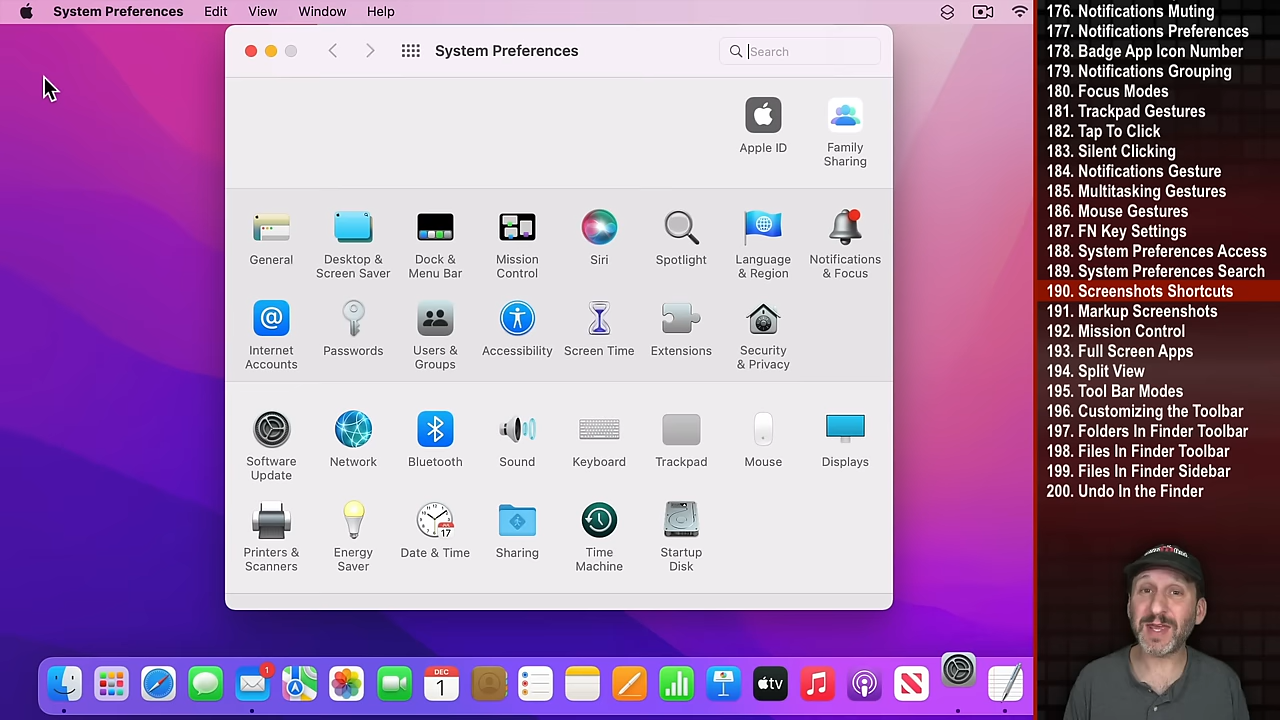 System Preferences Edit View Window Help
System Preferences
Search
Apple ID
Family
Sharing
General
Desktop &
Screen Saver
Dock &
Menu Bar
Mission
Control
Siri
Spotlight
Language
& Region
Notifications
& Focus
Internet
Accounts
Passwords
Users &
Groups
Accessibility
Screen Time
Extensions
Security
& Privacy
Software
Update
Network
Bluetooth
Sound
Keyboard
Trackpad
Mouse
Displays
Printers &
Scanners
Energy
Saver
Date & Time
Sharing
Time
Machine
Startup
Disk
JUL
17
1
DEC
1
tv
N
176. Notifications Muting
177. Notifications Preferences
178. Badge App Icon Number
179. Notifications Grouping
180. Focus Modes
181. Trackpad Gestures
182. Tap To Click
183. Silent Clicking
184. Notifications Gesture
185. Multitasking Gestures
186. Mouse Gestures
187. FN Key Settings
188. System Preferences Access
189. System Preferences Search
190. Screenshots Shortcuts
191. Markup Screenshots
192. Mission Control
193. Full Screen Apps
194. Split View
195. Tool Bar Modes
196. Customizing the Toolbar
197. Folders In Finder Toolbar
198. Files In Finder Toolbar
199. Files In Finder Sidebar
200. Undo In the Finder